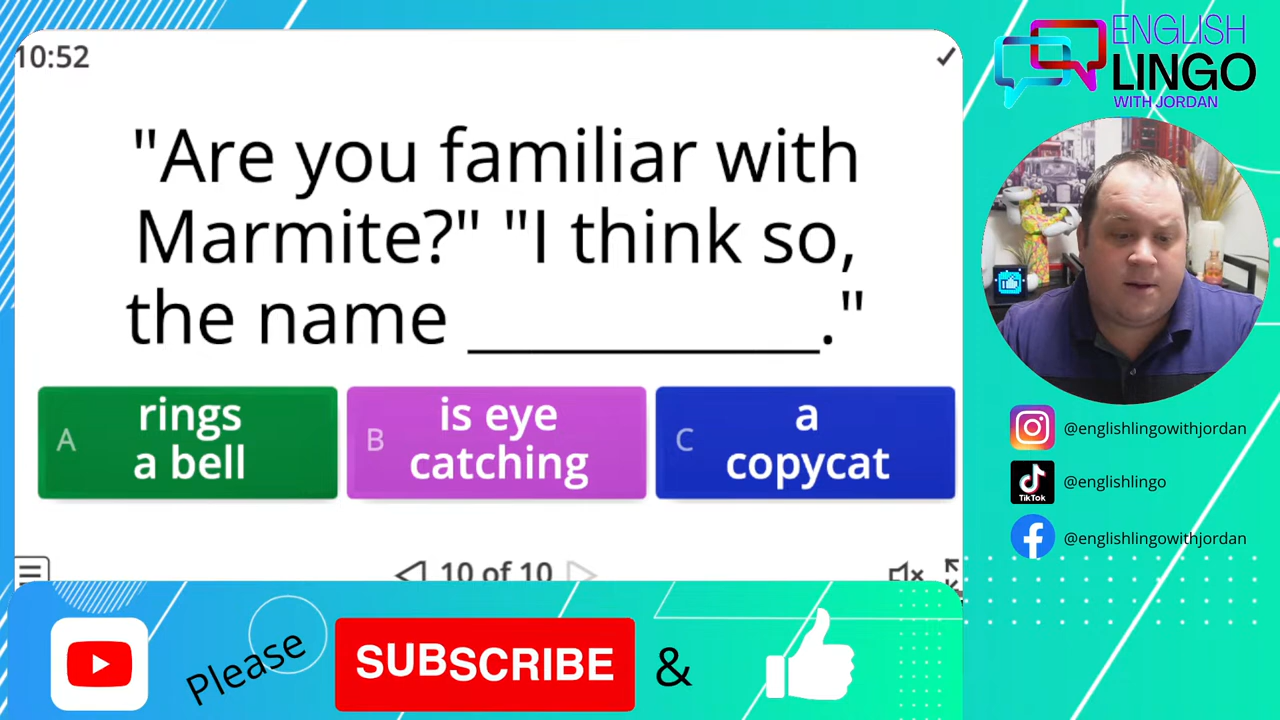 10:52
"Are you familiar with
Marmite?" "I think so,
the name ____________."
A rings
a bell
B is eye
catching
C a
copycat
10 of 10
ENGLISH
LINGO
WITH JORDAN
@englishlingowithjordan
TikTok
@englishlingo
@englishlingowithjordan
Please
SUBSCRIBE
&